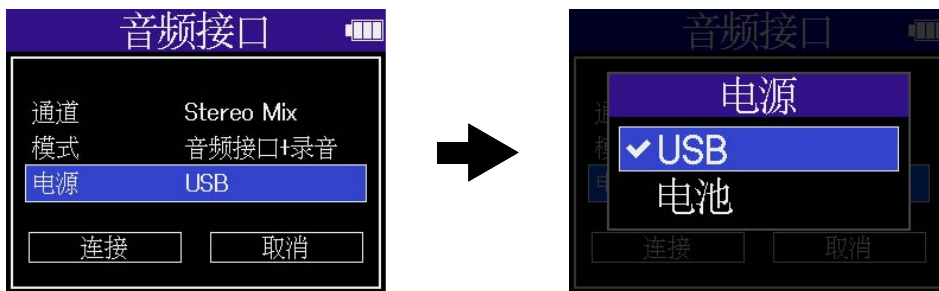 音频接口
通道 Stereo Mix
模式 音频接口+录音
电源 USB
连接 取消
音频接口
电源
USB
电池
连接 取消